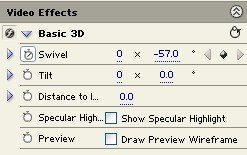 Video Effects
Basic 3D
Swivel 0 × -57.0 °
Tilt 0 × 0.0 °
Distance to I... 0.0
Specular High... Show Specular Highlight
Preview Draw Preview Wireframe